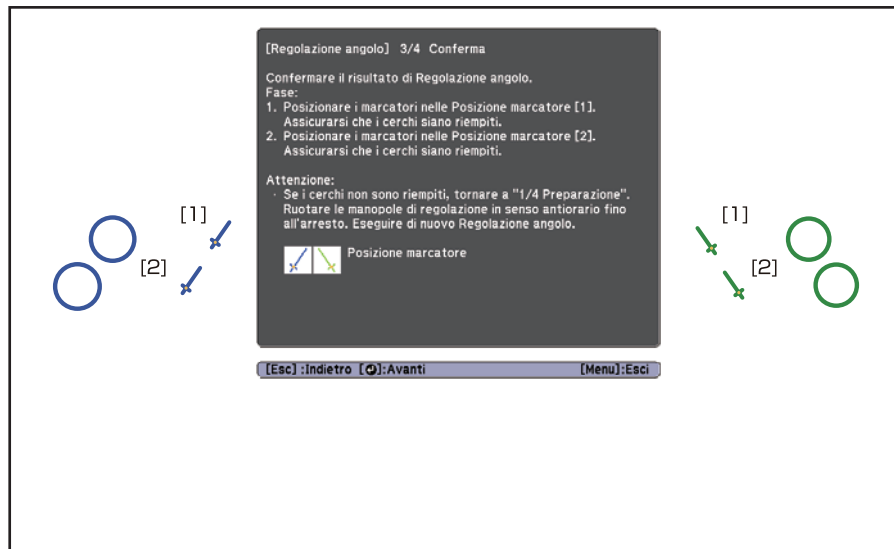 [Regolazione angolo] 3/4 Conferma
Confermare il risultato di Regolazione angolo.
Fase:
1. Posizionare i marcatori nelle Posizione marcatore [1].
Assicurarsi che i cerchi siano riempiti.
2. Posizionare i marcatori nelle Posizione marcatore [2].
Assicurarsi che i cerchi siano riempiti.
Attenzione:
· Se i cerchi non sono riempiti, tornare a "1/4 Preparazione".
Ruotare le manopole di regolazione in senso antiorario fino
all'arresto. Eseguire di nuovo Regolazione angolo.
Posizione marcatore
[1]
[2]
[1]
[2]
[Esc] :Indietro [⏎]:Avanti [Menu]:Esci